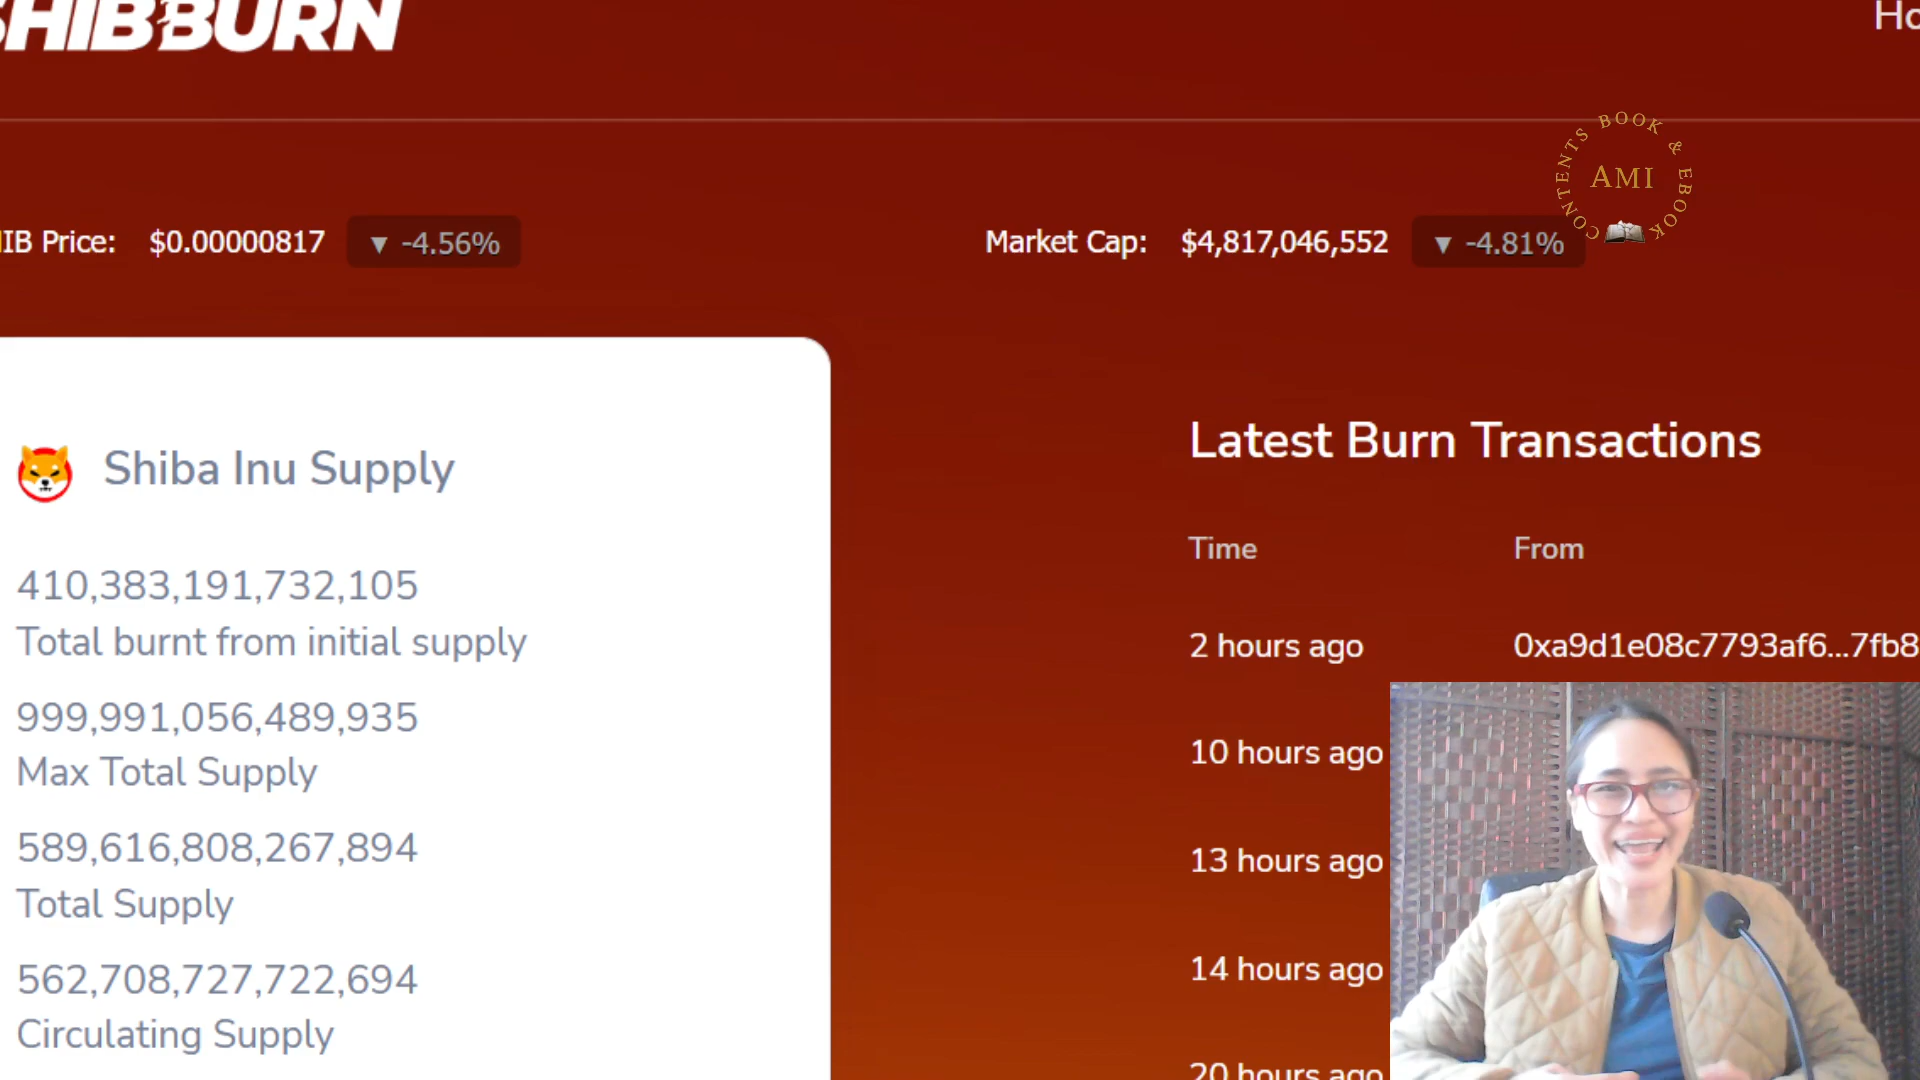 SHIBBURN
Ho
IB Price: $0.00000817 ▼ -4.56%
Market Cap: $4,817,046,552 ▼ -4.81%
CONTENTS BOOK & EBOOK
AMI
Shiba Inu Supply
410,383,191,732,105
Total burnt from initial supply
999,991,056,489,935
Max Total Supply
589,616,808,267,894
Total Supply
562,708,727,722,694
Circulating Supply
Latest Burn Transactions
Time From
2 hours ago 0xa9d1e08c7793af6...7fb8
10 hours ago
13 hours ago
14 hours ago
20 hours ago